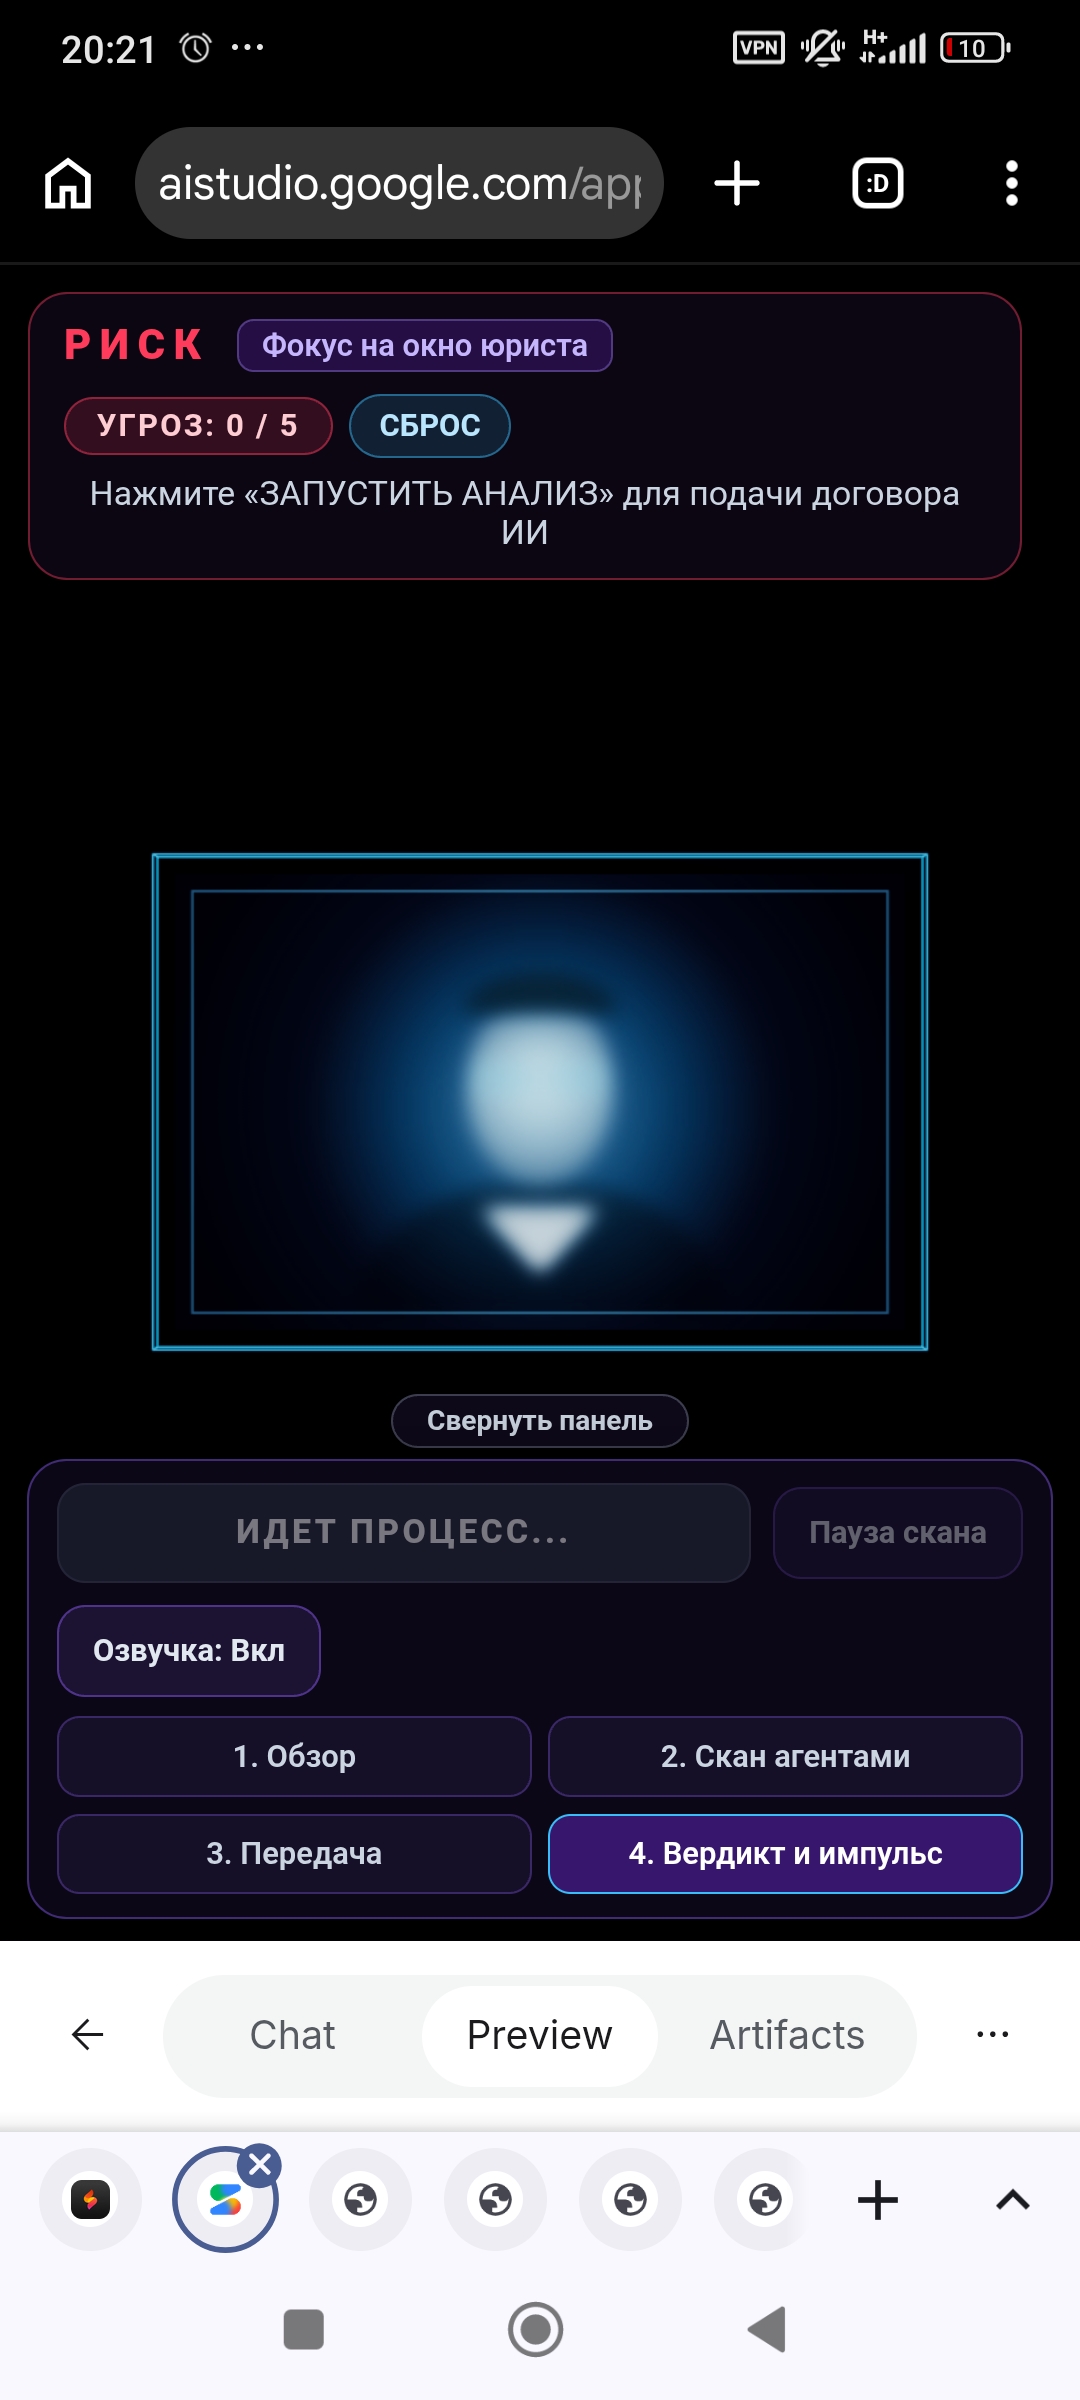 20:21
VPN
H+
10
aistudio.google.com/app
:D
РИСК
Фокус на окно юриста
УГРОЗ: 0 / 5
СБРОС
Нажмите «ЗАПУСТИТЬ АНАЛИЗ» для подачи договора
ИИ
Свернуть панель
ИДЕТ ПРОЦЕСС...
Пауза скана
Озвучка: Вкл
1. Обзор
2. Скан агентами
3. Передача
4. Вердикт и импульс
Chat
Preview
Artifacts